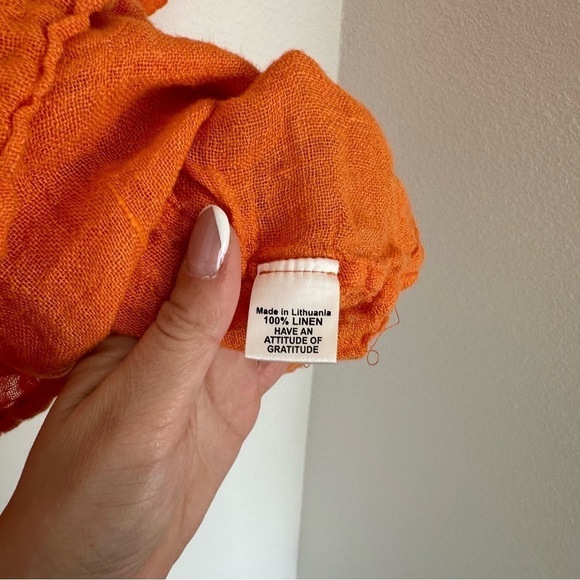 Made in Lithuania
100% LINEN
HAVE AN
ATTITUDE OF
GRATITUDE